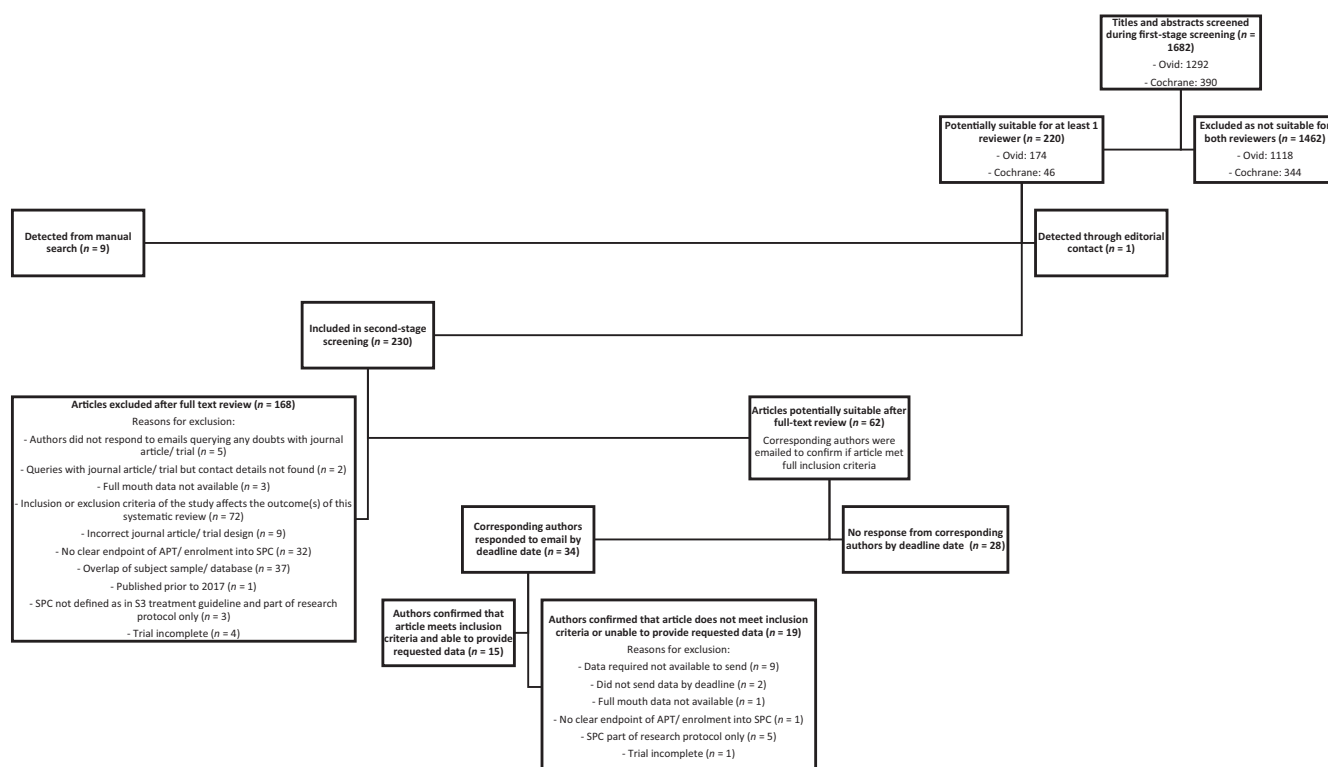 Titles and abstracts screened
during first-stage screening (n =
1682)
- Ovid: 1292
- Cochrane: 390
Potentially suitable for at least 1
reviewer (n = 220)
- Ovid: 174
- Cochrane: 46
Excluded as not suitable for
both reviewers (n = 1462)
- Ovid: 1118
- Cochrane: 344
Detected from manual
search (n = 9)
Detected through editorial
contact (n = 1)
Included in second-stage
screening (n = 230)
Articles excluded after full text review (n = 168)
Reasons for exclusion:
- Authors did not respond to emails querying any doubts with journal
article/ trial (n = 5)
- Queries with journal article/ trial but contact details not found (n = 2)
- Full mouth data not available (n = 3)
- Inclusion or exclusion criteria of the study affects the outcome(s) of this
systematic review (n = 72)
- Incorrect journal article/ trial design (n = 9)
- No clear endpoint of APT/ enrolment into SPC (n = 32)
- Overlap of subject sample/ database (n = 37)
- Published prior to 2017 (n = 1)
- SPC not defined as in S3 treatment guideline and part of research
protocol only (n = 3)
- Trial incomplete (n = 4)
Articles potentially suitable after
full-text review (n = 62)
Corresponding authors were
emailed to confirm if article met
full inclusion criteria
Corresponding authors
responded to email by
deadline date (n = 34)
No response from corresponding
authors by deadline date (n = 28)
Authors confirmed that
article meets inclusion
criteria and able to provide
requested data (n = 15)
Authors confirmed that article does not meet inclusion
criteria or unable to provide requested data (n = 19)
Reasons for exclusion:
- Data required not available to send (n = 9)
- Did not send data by deadline (n = 2)
- Full mouth data not available (n = 1)
- No clear endpoint of APT/ enrolment into SPC (n = 1)
- SPC part of research protocol only (n = 5)
- Trial incomplete (n = 1)